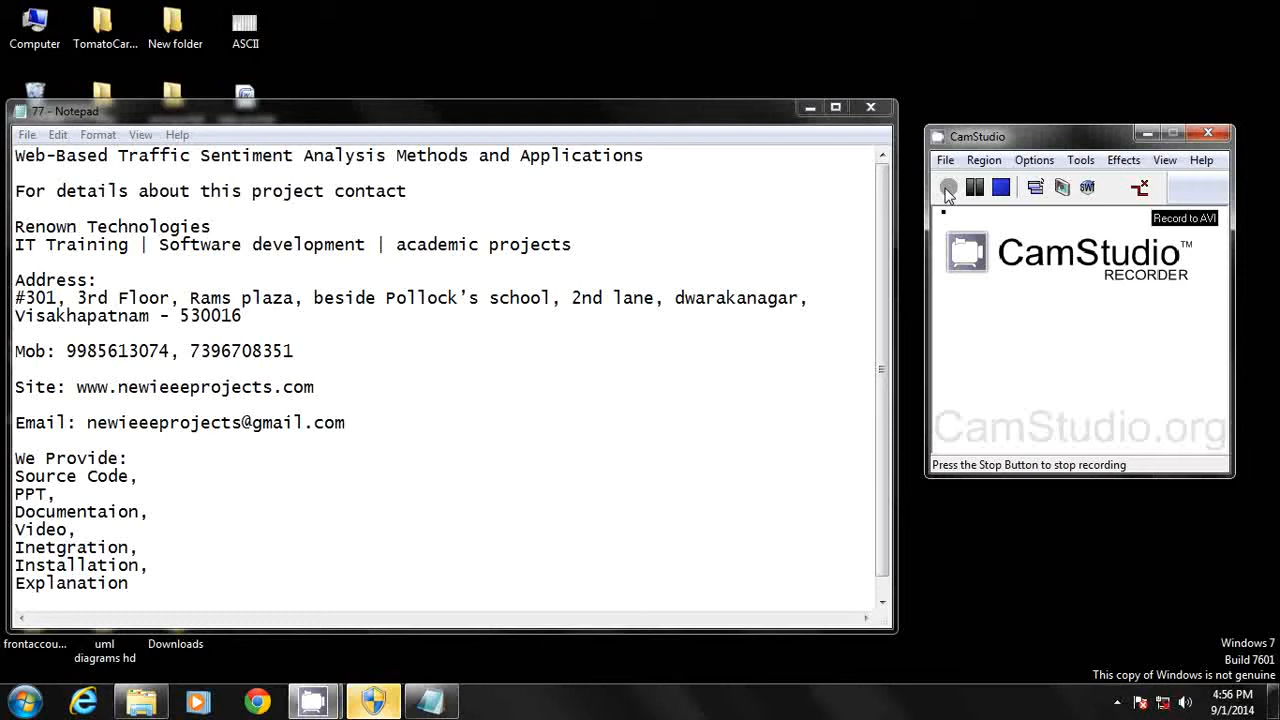 Computer
TomatoCar...
New folder
ASCII
77 - Notepad
File Edit Format View Help
Web-Based Traffic Sentiment Analysis Methods and Applications
For details about this project contact
Renown Technologies
IT Training | Software development | academic projects
Address:
#301, 3rd Floor, Rams plaza, beside Pollock’s school, 2nd lane, dwarakanagar,
Visakhapatnam - 530016
Mob: 9985613074, 7396708351
Site: www.newieeeprojects.com
Email: newieeeprojects@gmail.com
We Provide:
Source Code,
PPT,
Documentaion,
Video,
Inetgration,
Installation,
Explanation
CamStudio
File Region Options Tools Effects View Help
SWF
Record to AVI
CamStudio™
RECORDER
CamStudio.org
Press the Stop Button to stop recording
frontaccou...
uml
diagrams hd
Downloads
Windows 7
Build 7601
This copy of Windows is not genuine
4:56 PM
9/1/2014